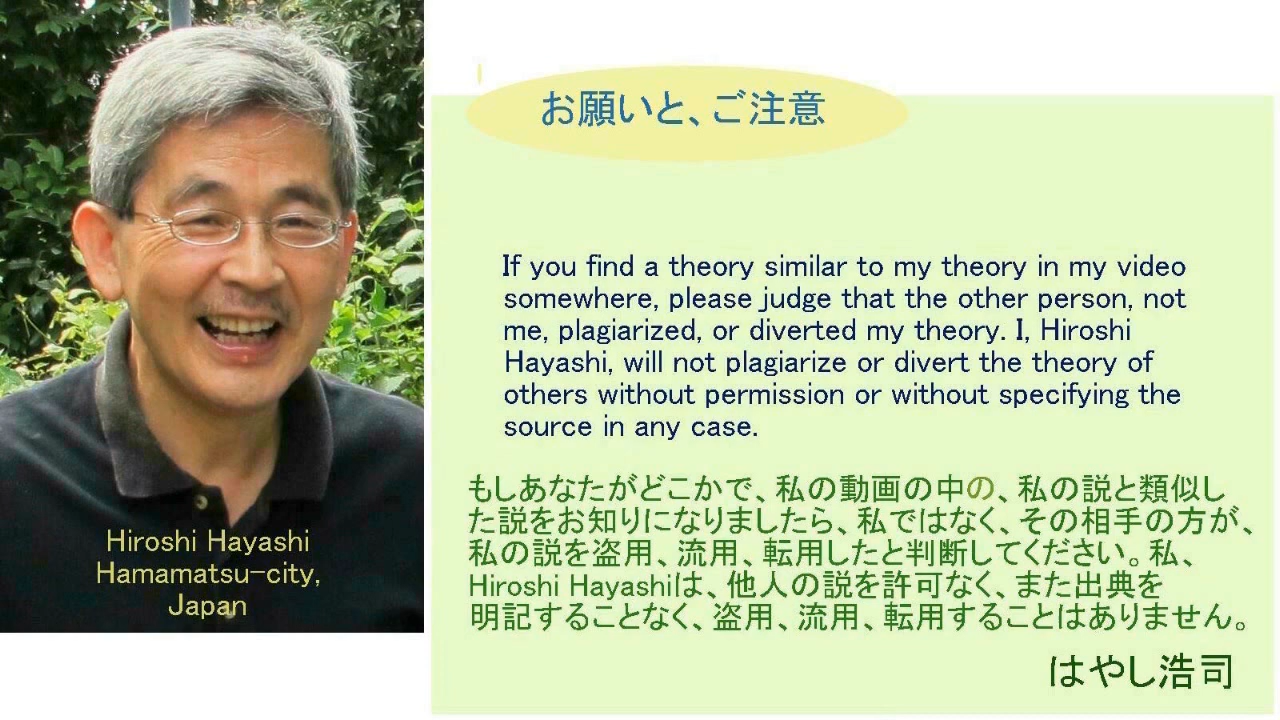 お願いと、ご注意
If you find a theory similar to my theory in my video
somewhere, please judge that the other person, not
me, plagiarized, or diverted my theory. I, Hiroshi
Hayashi, will not plagiarize or divert the theory of
others without permission or without specifying the
source in any case.
もしあなたがどこかで、私の動画の中の、私の説と類似し
た説をお知りになりましたら、私ではなく、その相手の方が、
私の説を盗用、流用、転用したと判断してください。私、
Hiroshi Hayashiは、他人の説を許可なく、また出典を
明記することなく、盗用、流用、転用することはありません。
はやし浩司
Hiroshi Hayashi
Hamamatsu-city,
Japan